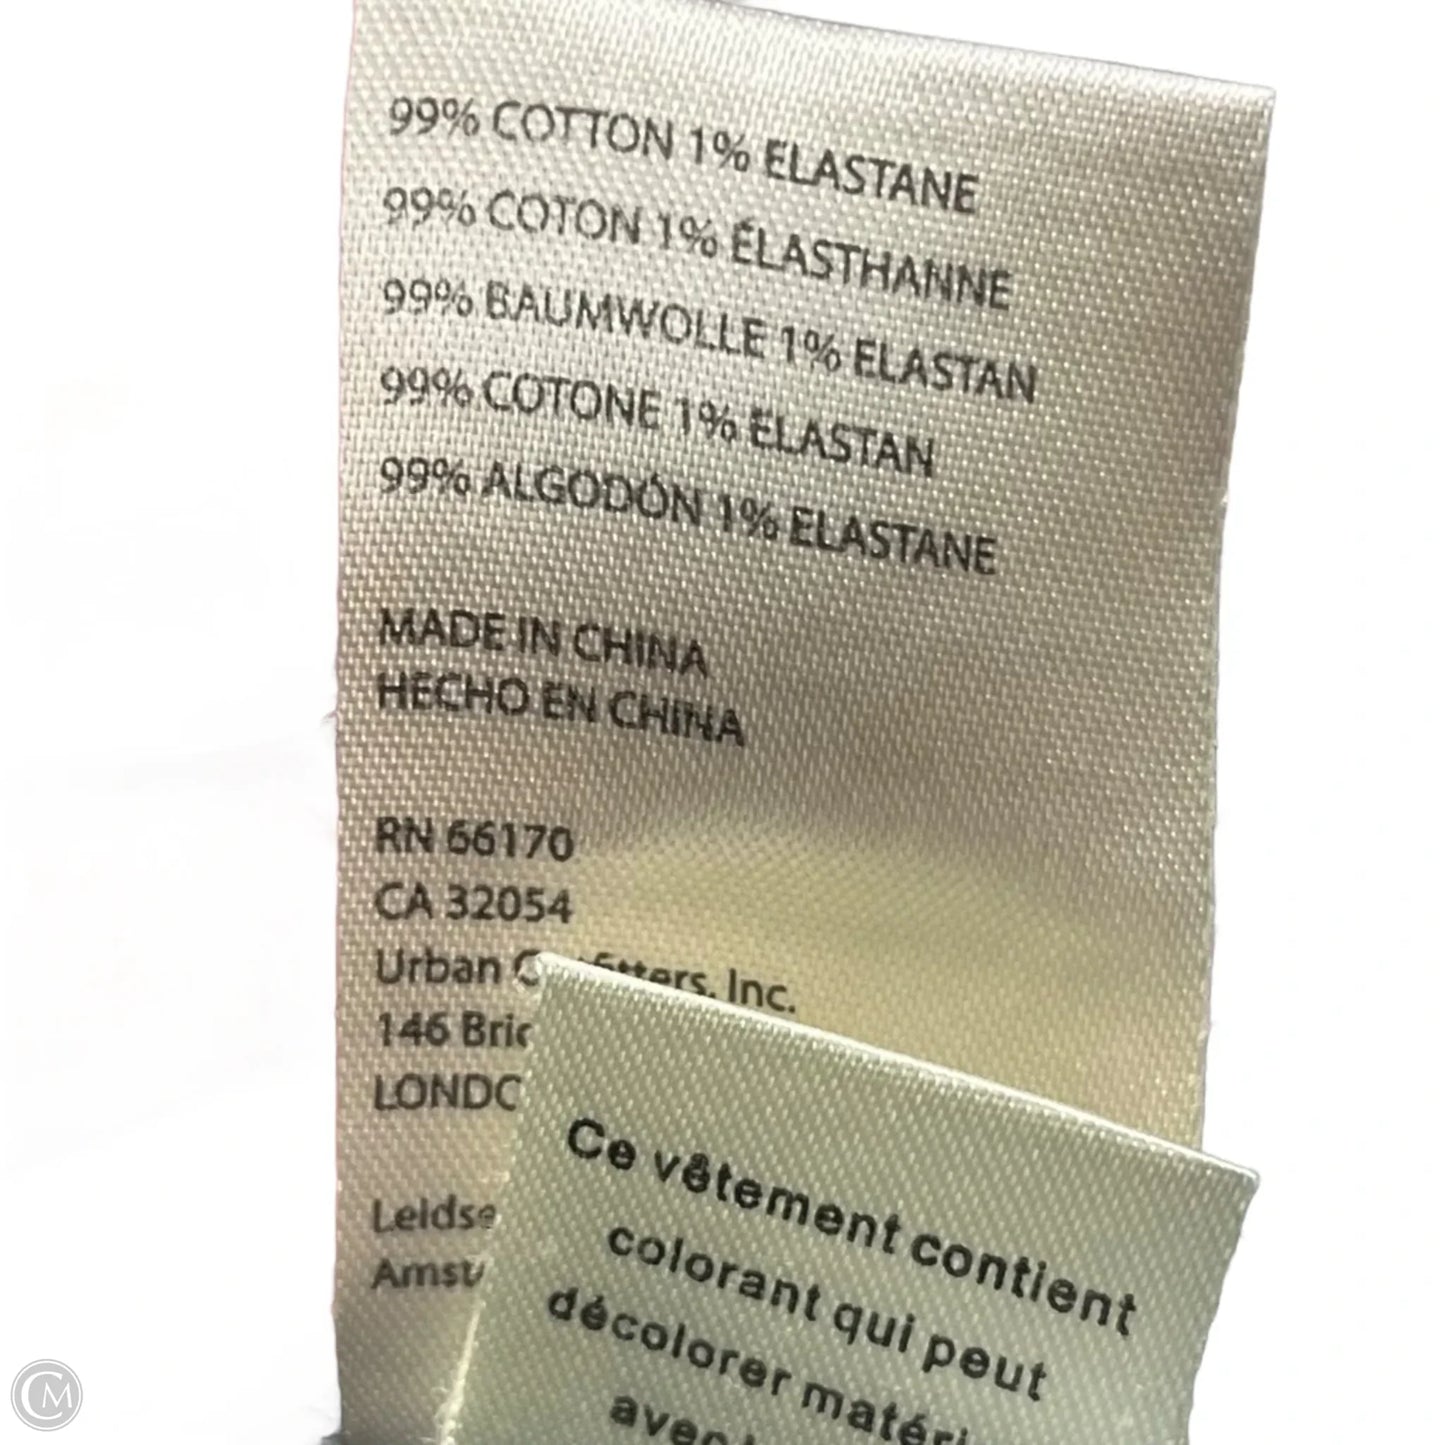 99% COTTON 1% ELASTANE
99% COTON 1% ÉLASTHANNE
99% BAUMWOLLE 1% ELASTAN
99% COTONE 1% ELASTAN
99% ALGODÓN 1% ELASTANE
MADE IN CHINA
HECHO EN CHINA
RN 66170
CA 32054
Urban Inc.
146
Ce vêtement contient
colorant qui peut
décolorer
CM